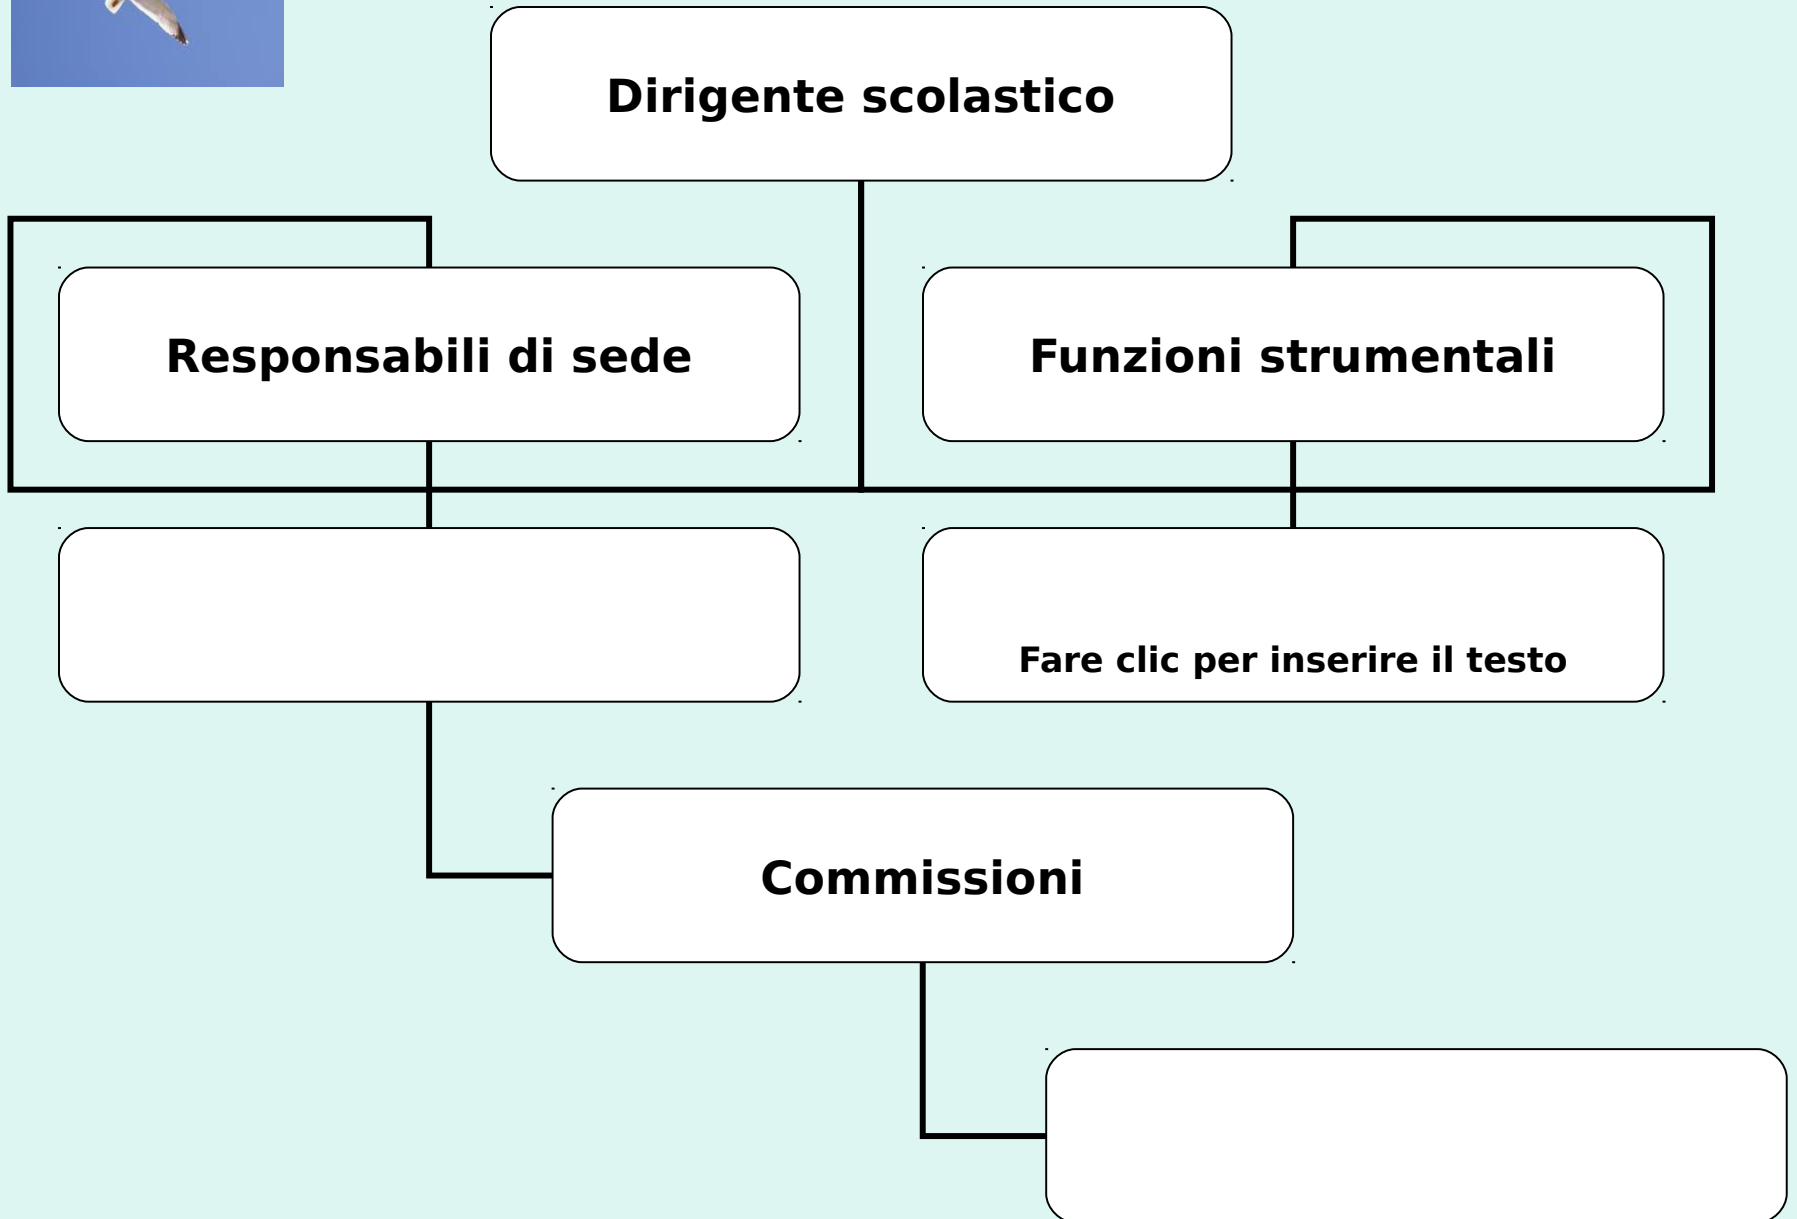 Dirigente scolastico
Responsabili di sede
Funzioni strumentali
Fare clic per inserire il testo
Commissioni